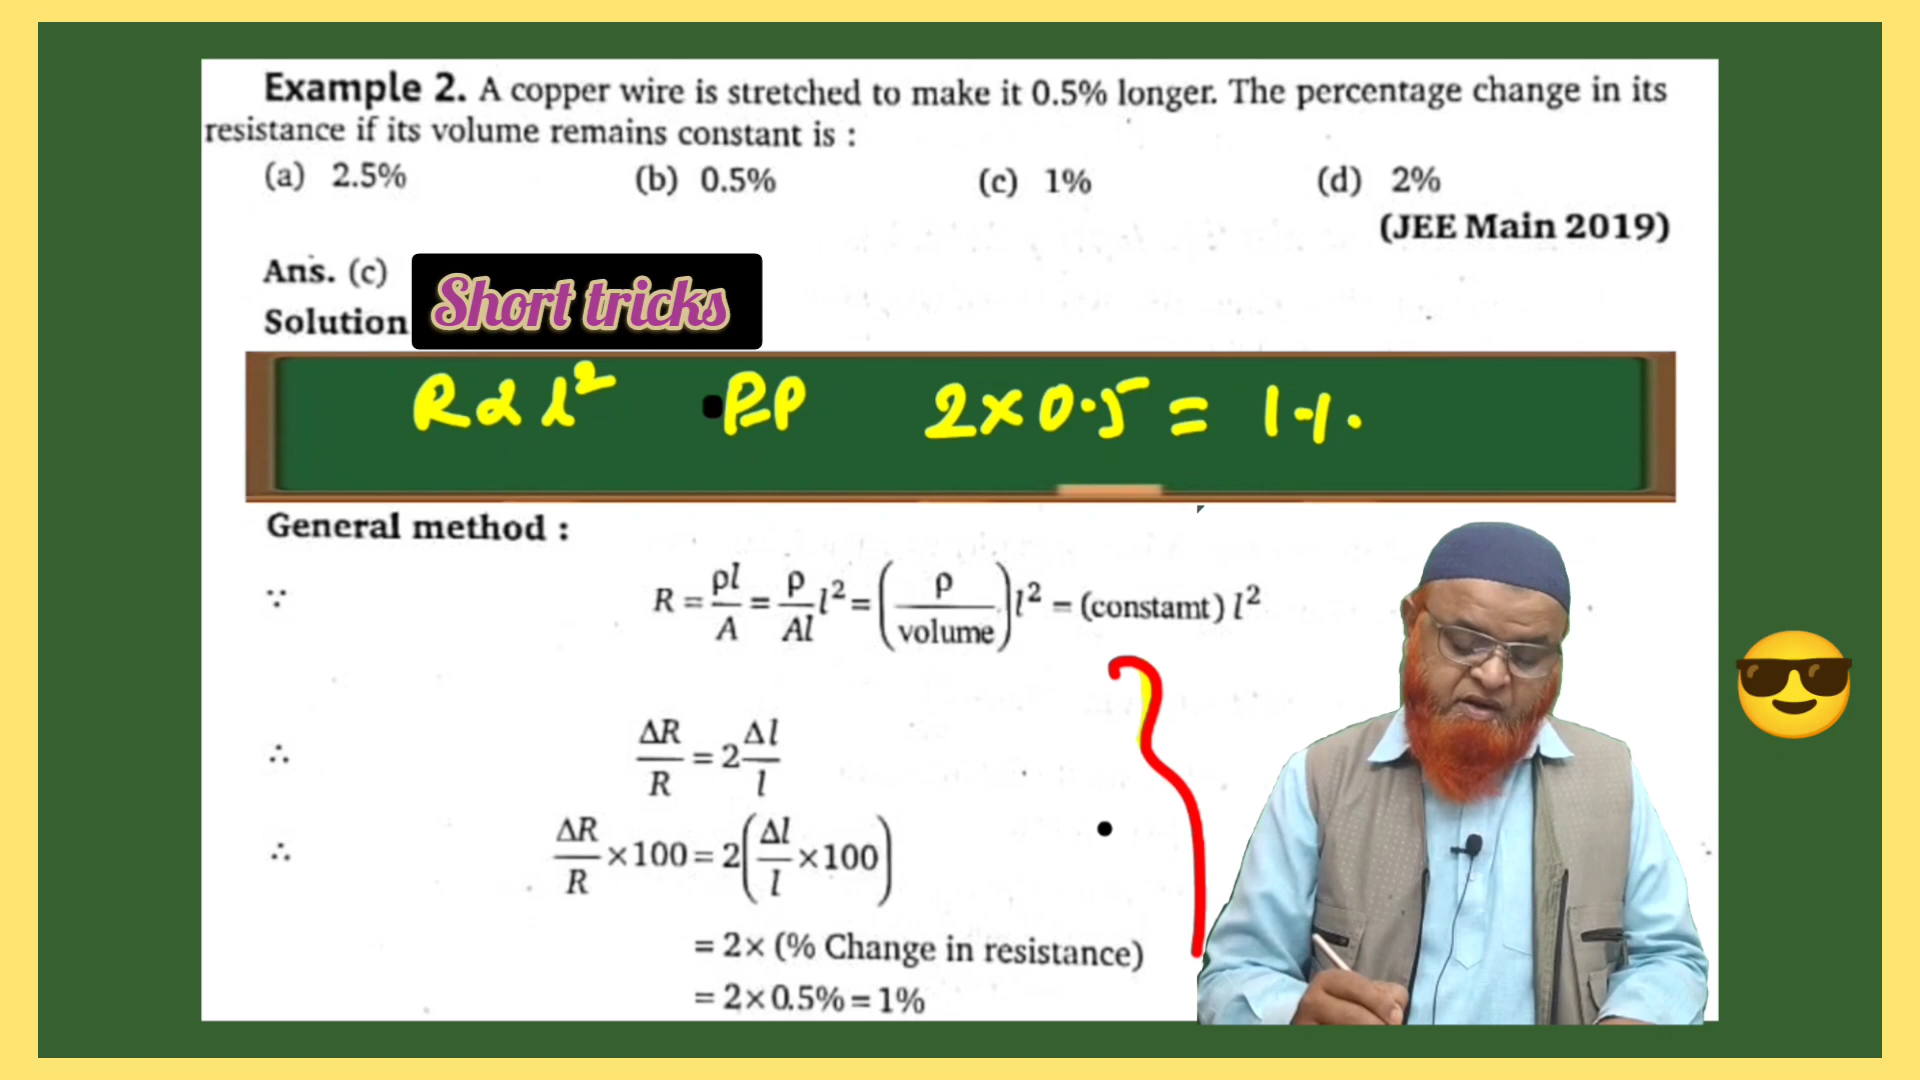 Example 2. A copper wire is stretched to make it 0.5% longer. The percentage change in its
resistance if its volume remains constant is :
(a) 2.5% (b) 0.5% (c) 1% (d) 2%
(JEE Main 2019)
Ans. (c)
Short tricks
Solution
R α l² 2×0.5 = 1%.
General method :
∵ R = ρl/A = ρ/Al l² = (ρ/volume) l² = (constamt) l²
∴ ΔR/R = 2 Δl/l
∴ ΔR/R ×100 = 2(Δl/l ×100)
= 2× (% Change in resistance)
= 2×0.5% = 1%